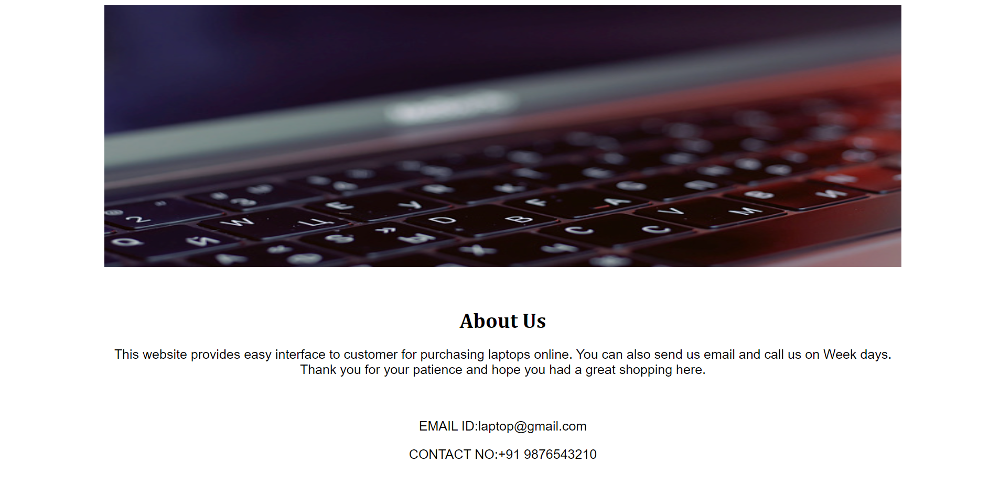 2 " 3
W Ц E У R К F А G П V М B И
Q Й S Ы D В C С
X Ч
About Us
This website provides easy interface to customer for purchasing laptops online. You can also send us email and call us on Week days.
Thank you for your patience and hope you had a great shopping here.
EMAIL ID:laptop@gmail.com
CONTACT NO:+91 9876543210